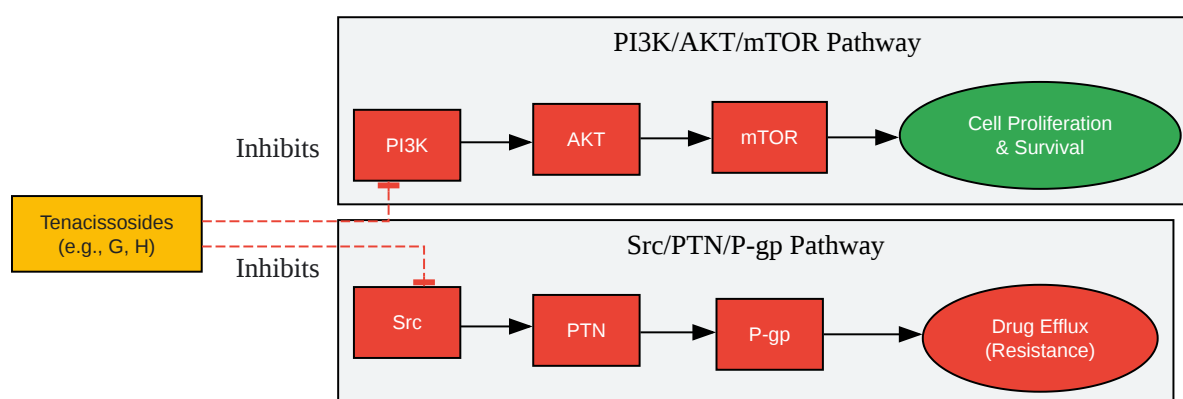 PI3K/AKT/mTOR Pathway
PI3K
AKT
mTOR
Cell Proliferation
& Survival
Inhibits
Tenacissosides
(e.g., G, H)
Inhibits
Src/PTN/P-gp Pathway
Src
PTN
P-gp
Drug Efflux
(Resistance)